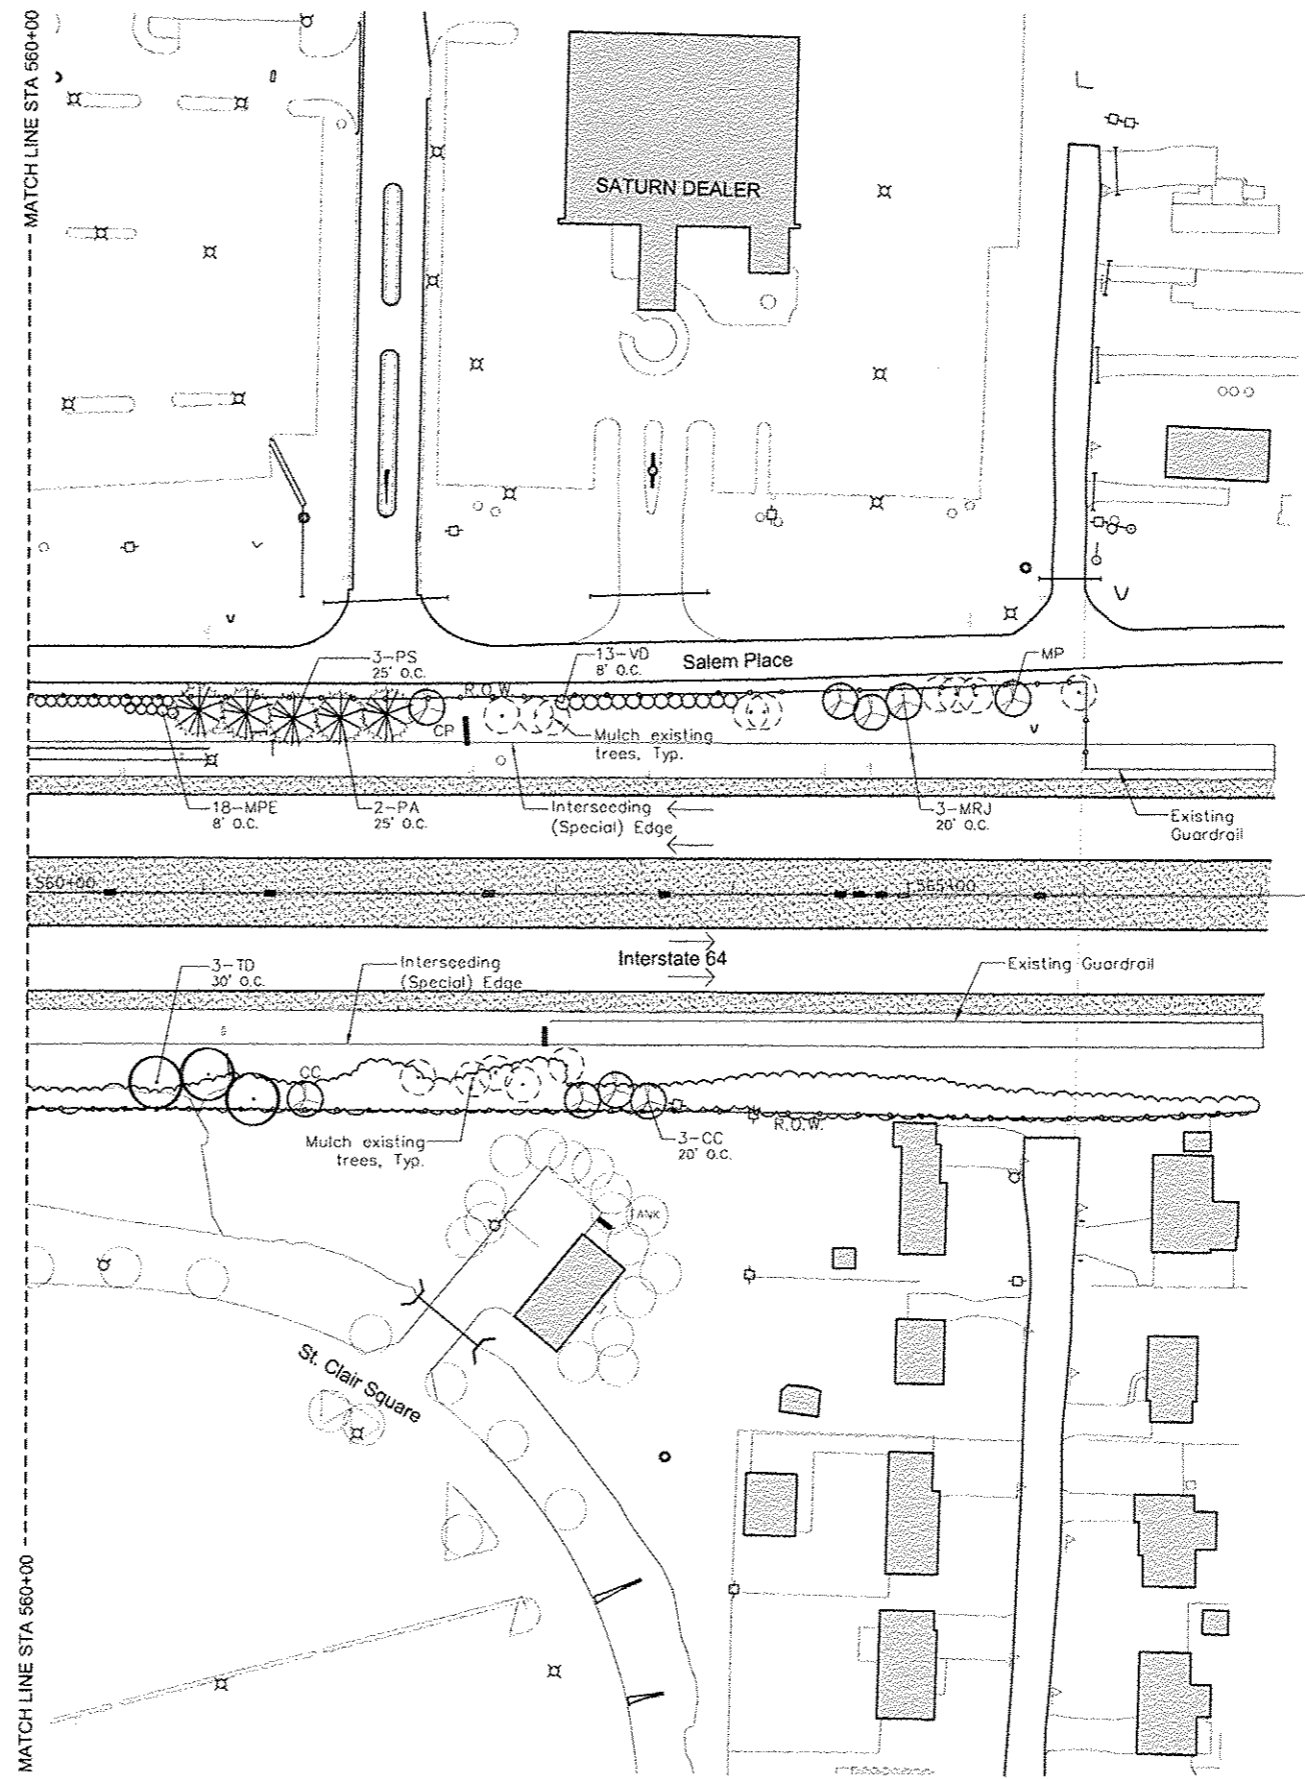 MATCH LINE STA 560+00
SATURN DEALER
3-PS
25' O.C.
13-VD
8' O.C.
Salem Place
MP
R.O.W.
CP
Mulch existing
trees, Typ.
18-MPE
8' O.C.
2-PA
25' O.C.
Interseeding
(Special) Edge
3-MRJ
20' O.C.
Existing
Guardrail
560+00
565+00
Interstate 64
3-TD
30' O.C.
Interseeding
(Special) Edge
Existing Guardrail
CC
Mulch existing
trees, Typ.
3-CC
20' O.C.
R.O.W.
TANK
St. Clair Square
MATCH LINE STA 560+00